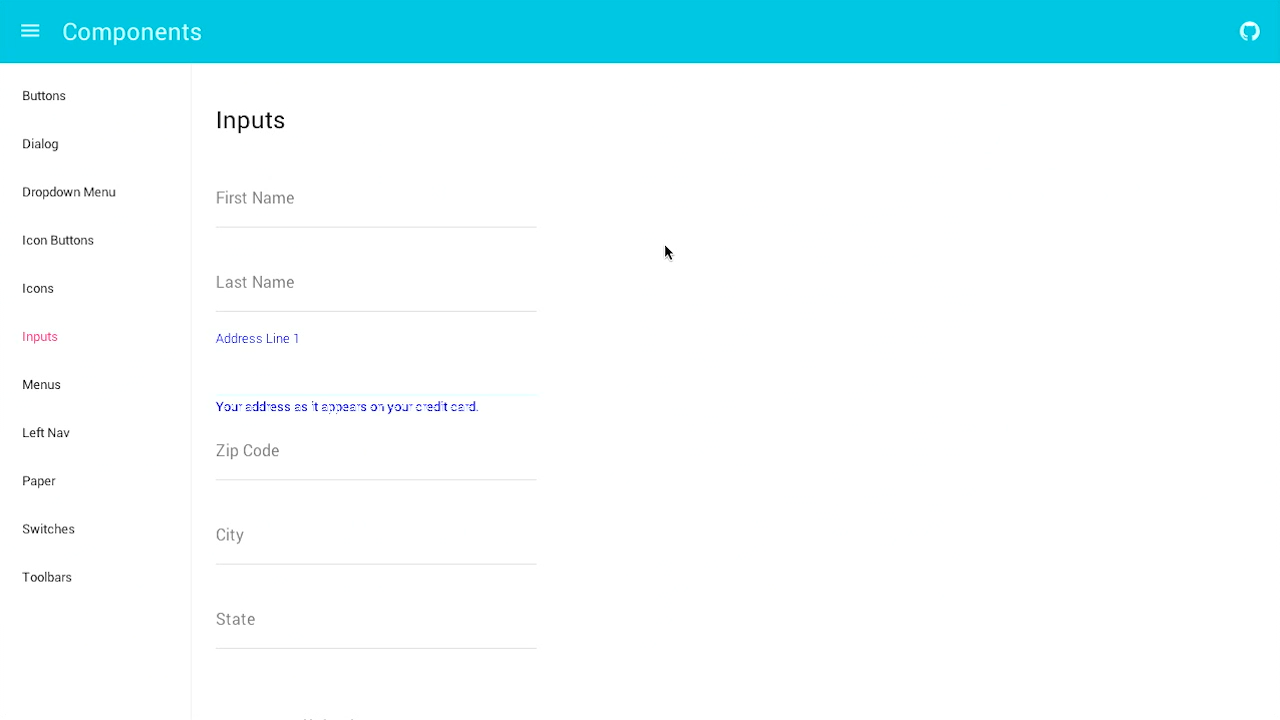 Components
Buttons
Dialog
Dropdown Menu
Icon Buttons
Icons
Inputs
Menus
Left Nav
Paper
Switches
Toolbars
Inputs
First Name
Last Name
Address Line 1
Your address as it appears on your credit card.
Zip Code
City
State